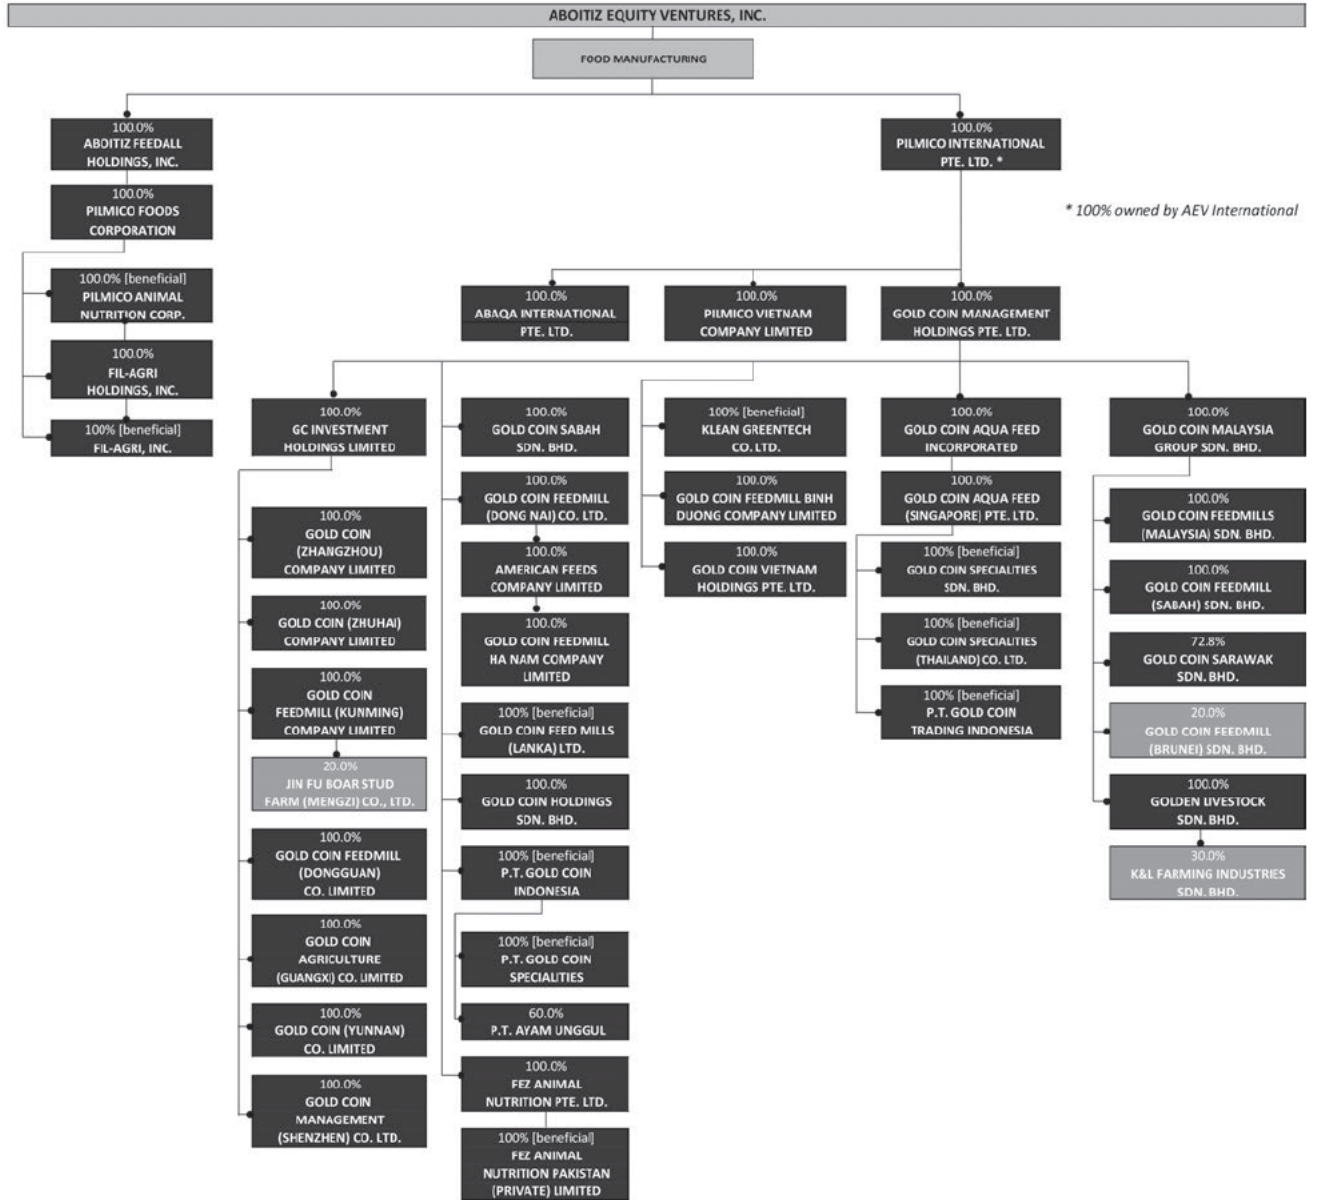 ABOITIZ EQUITY VENTURES, INC.
FOOD MANUFACTURING
100.0%
ABOITIZ FEEDALL
HOLDINGS, INC.
100.0%
PILMICO FOODS
CORPORATION
100.0% [beneficial]
PILMICO ANIMAL
NUTRITION CORP.
100.0%
FIL-AGRI
HOLDINGS, INC.
100% [beneficial]
FIL-AGRI, INC.
100.0%
PILMICO INTERNATIONAL
PTE. LTD. *
* 100% owned by AEV International
100.0%
ABAQA INTERNATIONAL
PTE. LTD.
100.0%
PILMICO VIETNAM
COMPANY LIMITED
100.0%
GOLD COIN MANAGEMENT
HOLDINGS PTE. LTD.
100.0%
GC INVESTMENT
HOLDINGS LIMITED
100.0%
GOLD COIN
(ZHANGZHOU)
COMPANY LIMITED
100.0%
GOLD COIN (ZHUHAI)
COMPANY LIMITED
100.0%
GOLD COIN
FEEDMILL (KUNMING)
COMPANY LIMITED
20.0%
JIN FU BOAR STUD
FARM (MENGZI) CO., LTD.
100.0%
GOLD COIN FEEDMILL
(DONGGUAN)
CO. LIMITED
100.0%
GOLD COIN
AGRICULTURE
(GUANGXI) CO. LIMITED
100.0%
GOLD COIN (YUNNAN)
CO. LIMITED
100.0%
GOLD COIN
MANAGEMENT
(SHENZHEN) CO. LTD.
100.0%
GOLD COIN SABAH
SDN. BHD.
100.0%
GOLD COIN FEEDMILL
(DONG NAI) CO. LTD.
100.0%
AMERICAN FEEDS
COMPANY LIMITED
100.0%
GOLD COIN FEEDMILL
HA NAM COMPANY
LIMITED
100% [beneficial]
GOLD COIN FEED MILLS
(LANKA) LTD.
100.0%
GOLD COIN HOLDINGS
SDN. BHD.
100% [beneficial]
P.T. GOLD COIN
INDONESIA
100% [beneficial]
P.T. GOLD COIN
SPECIALITIES
60.0%
P.T. AYAM UNGGUL
100.0%
FEZ ANIMAL
NUTRITION PTE. LTD.
100% [beneficial]
FEZ ANIMAL
NUTRITION PAKISTAN
(PRIVATE) LIMITED
100% [beneficial]
KLEAN GREENTECH
CO. LTD.
100.0%
GOLD COIN FEEDMILL BINH
DUONG COMPANY LIMITED
100.0%
GOLD COIN VIETNAM
HOLDINGS PTE. LTD.
100.0%
GOLD COIN AQUA FEED
INCORPORATED
100.0%
GOLD COIN AQUA FEED
(SINGAPORE) PTE. LTD.
100% [beneficial]
GOLD COIN SPECIALITIES
SDN. BHD.
100% [beneficial]
GOLD COIN SPECIALITIES
(THAILAND) CO. LTD.
100% [beneficial]
P.T. GOLD COIN
TRADING INDONESIA
100.0%
GOLD COIN MALAYSIA
GROUP SDN. BHD.
100.0%
GOLD COIN FEEDMILLS
(MALAYSIA) SDN. BHD.
100.0%
GOLD COIN FEEDMILL
(SABAH) SDN. BHD.
72.8%
GOLD COIN SARAWAK
SDN. BHD.
20.0%
GOLD COIN FEEDMILL
(BRUNEI) SDN. BHD.
100.0%
GOLDEN LIVESTOCK
SDN. BHD.
30.0%
K&L FARMING INDUSTRIES
SDN. BHD.